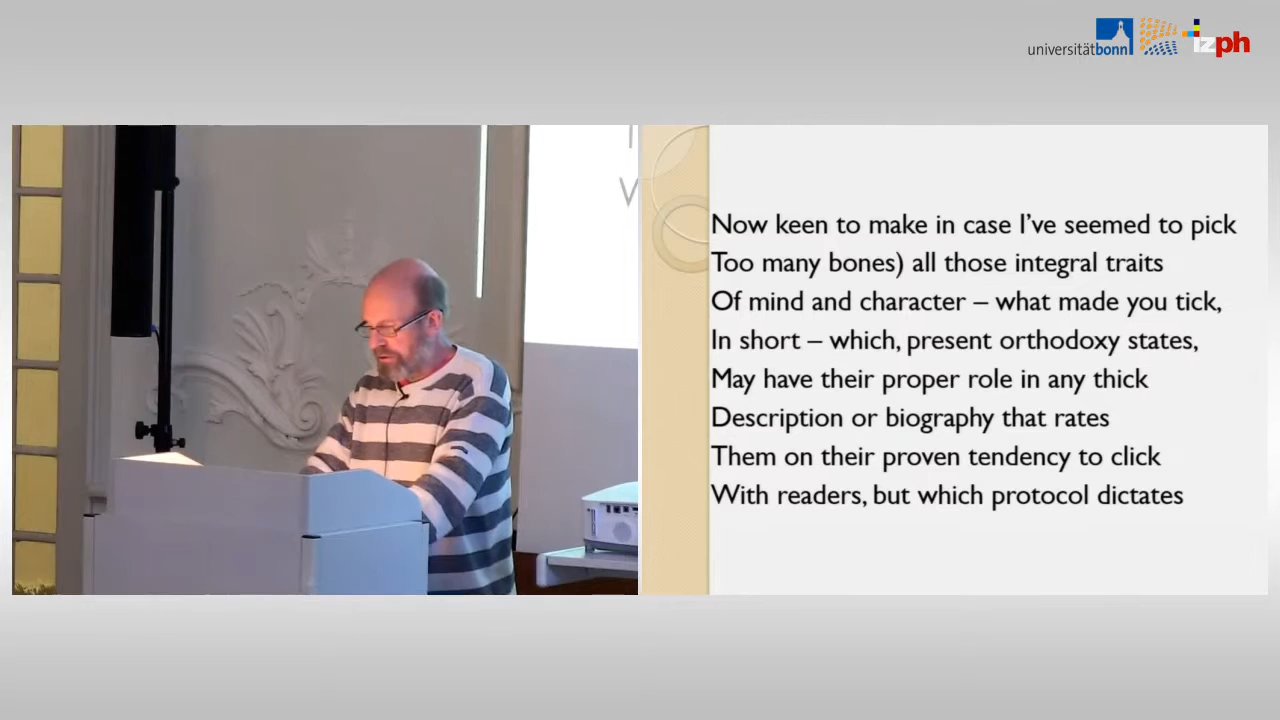 universitätbonn
izph
V
Now keen to make in case I've seemed to pick
Too many bones) all those integral traits
Of mind and character – what made you tick,
In short – which, present orthodoxy states,
May have their proper role in any thick
Description or biography that rates
Them on their proven tendency to click
With readers, but which protocol dictates